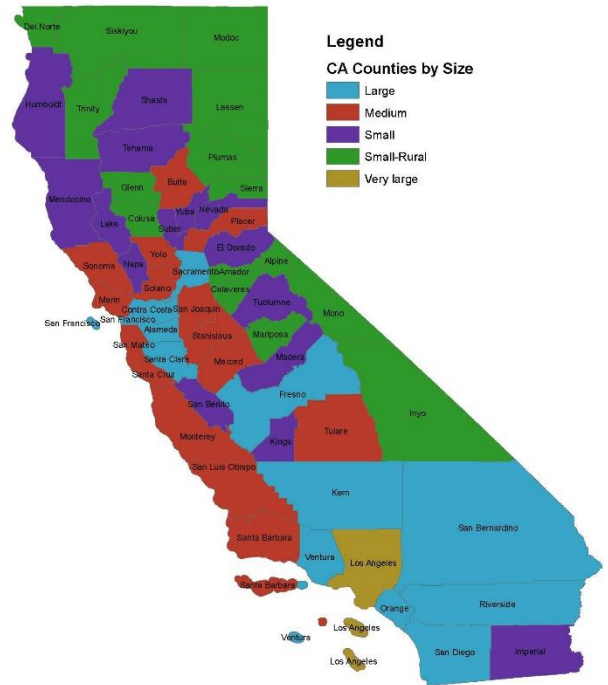 Legend
CA Counties by Size
Large
Medium
Small
Small-Rural
Very large
Del Norte
Siskiyou
Modoc
Humboldt
Trinity
Shasta
Lassen
Tehama
Plumas
Butte
Glenn
Sierra
Mendocino
Colusa
Yuba
Nevada
Lake
Sutter
Placer
El Dorado
Yolo
Napa
Sonoma
Sacramento
Amador
Alpine
Solano
Calaveras
Marin
Contra Costa
San Joaquin
Tuolumne
Mono
San Francisco
San Francisco
Alameda
Stanislaus
Mariposa
San Mateo
Santa Clara
Merced
Madera
Santa Cruz
Fresno
San Benito
Inyo
Tulare
Monterey
Kings
San Luis Obispo
Kern
San Bernardino
Santa Barbara
Ventura
Los Angeles
Santa Barbara
Orange
Riverside
Los Angeles
Ventura
San Diego
Imperial
Los Angeles